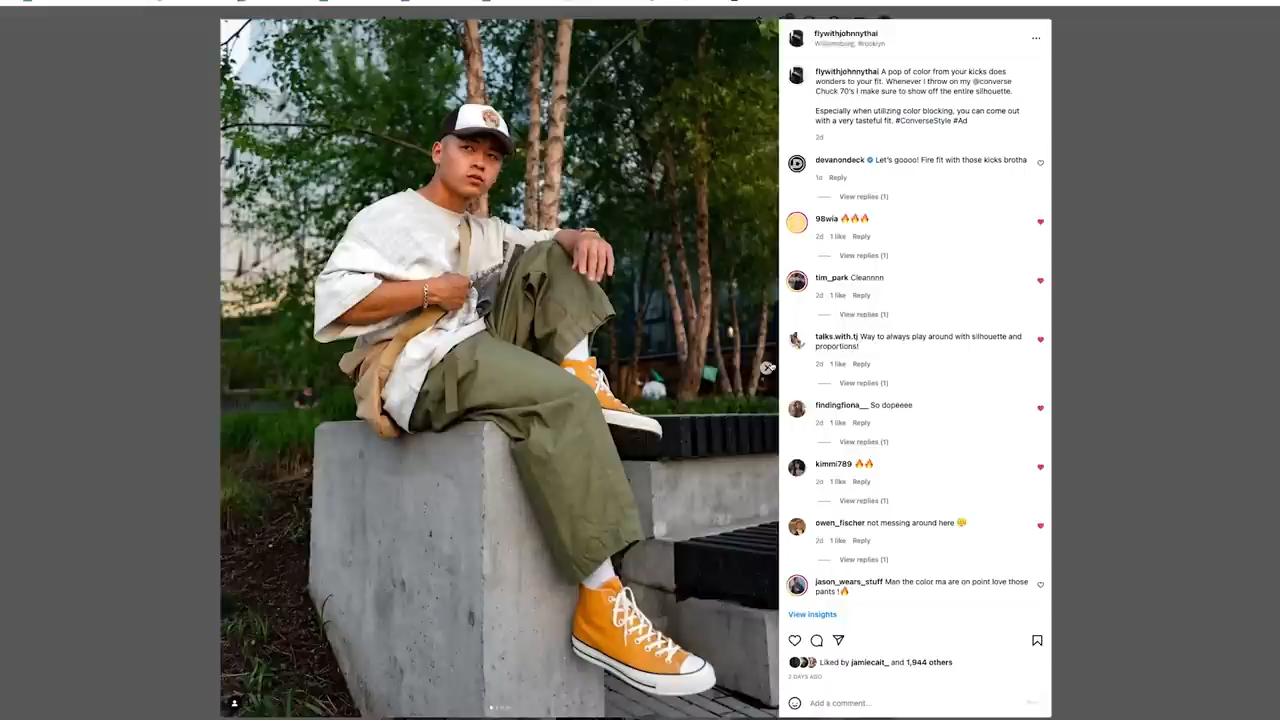 flywithjohnnythai
Williamsburg, Brooklyn
flywithjohnnythai A pop of color from your kicks does
wonders to your fit. Whenever I throw on my @converse
Chuck 70's I make sure to show off the entire silhouette.
Especially when utilizing color blocking, you can come out
with a very tasteful fit. #ConverseStyle #Ad
2d
devanondeck Let's goooo! Fire fit with those kicks brotha
Reply
View replies (1)
98wia 🔥🔥🔥
2d 1 like Reply
View replies (1)
tim_park Cleannnn
2d 1 like Reply
View replies (1)
talks.with.tj Way to always play around with silhouette and
proportions!
2d 1 like Reply
View replies (1)
findingfiona__ So dopeeee
2d 1 like Reply
View replies (1)
kimmi789 🔥🔥
2d 1 like Reply
View replies (1)
owen_fischer not messing around here
2d 1 like Reply
View replies (1)
jason_wears_stuff Man the color ma are on point love those
pants !🔥
View insights
Liked by jamiecait_ and 1,944 others
2 DAYS AGO
Add a comment...